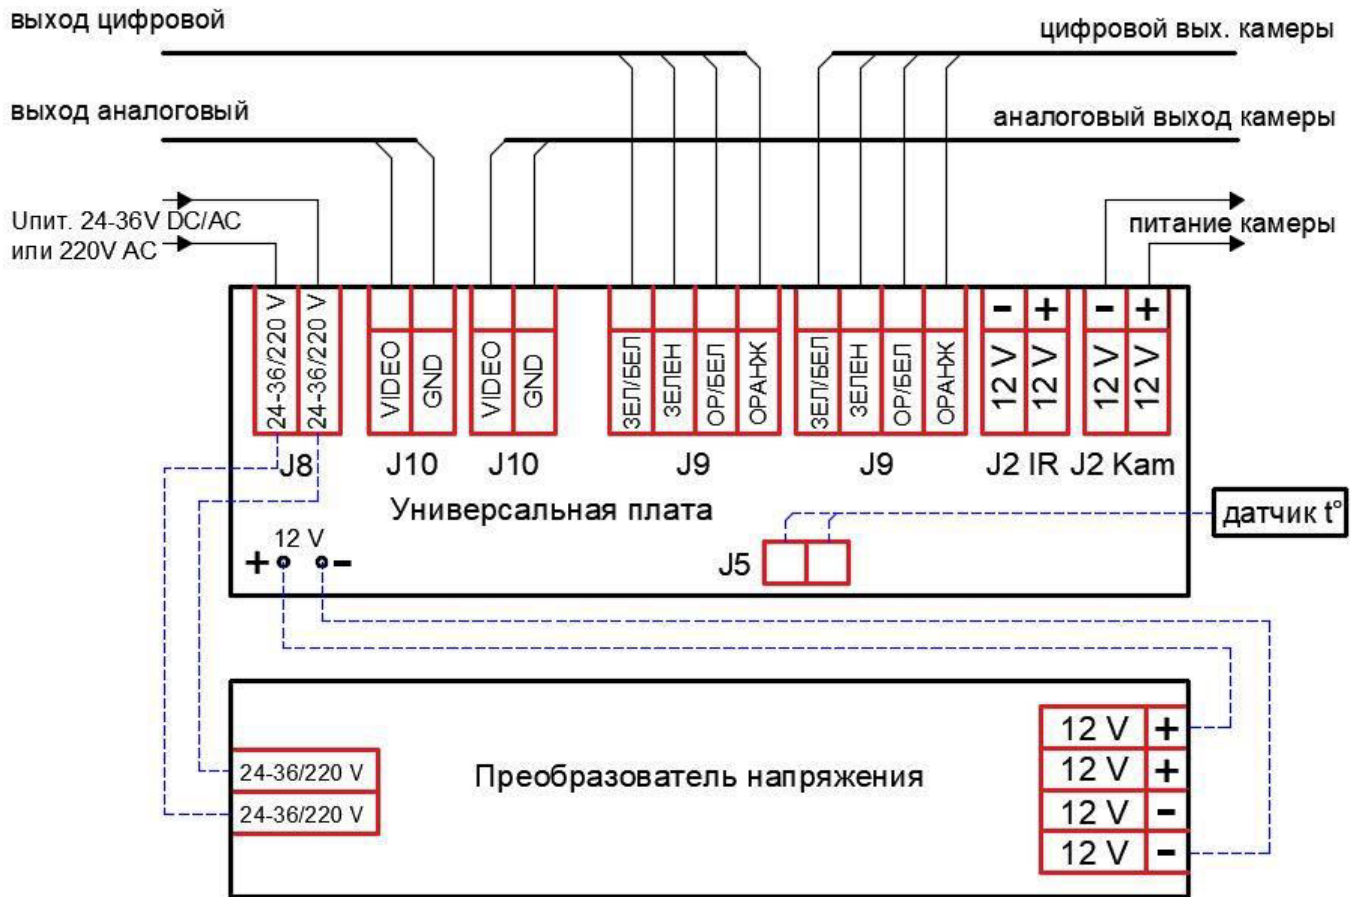 выход цифровой
цифровой вых. камеры
выход аналоговый
аналоговый выход камеры
Uпит. 24-36V DC/AC
или 220V AC
питание камеры
24-36/220 V
24-36/220 V
VIDEO
GND
VIDEO
GND
ЗЕЛ/БЕЛ
ЗЕЛЕН
ОР/БЕЛ
ОРАНЖ
ЗЕЛ/БЕЛ
ЗЕЛЕН
ОР/БЕЛ
ОРАНЖ
- +
12 V
12 V
- +
12 V
12 V
J8
J10
J10
J9
J9
J2 IR
J2 Kam
Универсальная плата
датчик t°
12 V
+ -
J5
12 V +
12 V +
12 V -
12 V -
24-36/220 V
24-36/220 V
Преобразователь напряжения